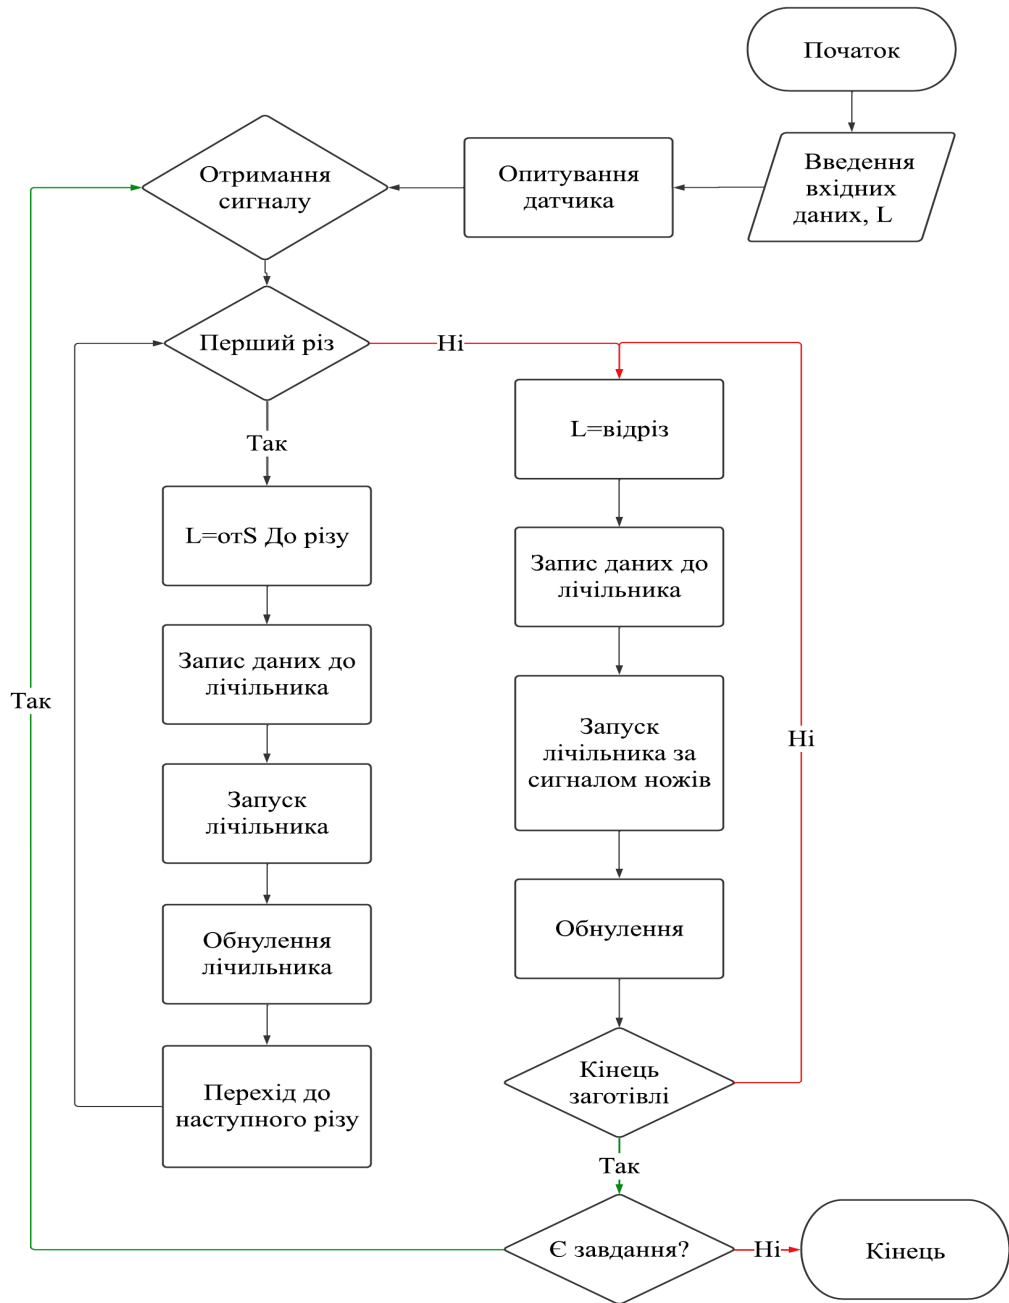 Початок
Введення
вхідних
даних, L
Опитування
датчика
Отримання
сигналу
Перший різ
Ні
Так
L=отS До різу
Запис даних до
лічільника
Запуск
лічільника
Обнулення
лічильника
Перехід до
наступного різу
L=відріз
Запис даних до
лічільника
Запуск
лічільника за
сигналом ножів
Обнулення
Кінець
заготівлі
Ні
Так
Є завдання?
Ні
Кінець
Так